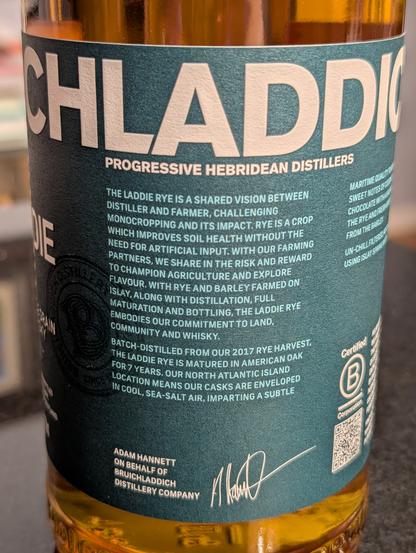 CHLADDIC
PROGRESSIVE HEBRIDEAN DISTILLERS
THE LADDIE RYE IS A SHARED VISION BETWEEN
DISTILLER AND FARMER, CHALLENGING
MONOCROPPING AND ITS IMPACT. RYE IS A CROP
WHICH IMPROVES SOIL HEALTH WITHOUT THE
NEED FOR ARTIFICIAL INPUT. WITH OUR FARMING
PARTNERS, WE SHARE IN THE RISK AND REWARD
TO CHAMPION AGRICULTURE AND EXPLORE
FLAVOUR. WITH RYE AND BARLEY FARMED ON
ISLAY, ALONG WITH DISTILLATION, FULL
MATURATION AND BOTTLING, THE LADDIE RYE
EMBODIES OUR COMMITMENT TO LAND,
COMMUNITY AND WHISKY.
BATCH-DISTILLED FROM OUR 2017 RYE HARVEST,
THE LADDIE RYE IS MATURED IN AMERICAN OAK
FOR 7 YEARS. OUR NORTH ATLANTIC ISLAND
LOCATION MEANS OUR CASKS ARE ENVELOPED
IN COOL, SEA-SALT AIR, IMPARTING A SUBTLE
MARITIME QUALITY
SWEET NOTES
CHOCOLATE WITH
THE RYE AND
FROM THE BARLEY
UN-CHILL FILTERED
USING ISLAY SPRING
DIE
Certified
B
Corporation
ADAM HANNETT
ON BEHALF OF
BRUICHLADDICH
DISTILLERY COMPANY